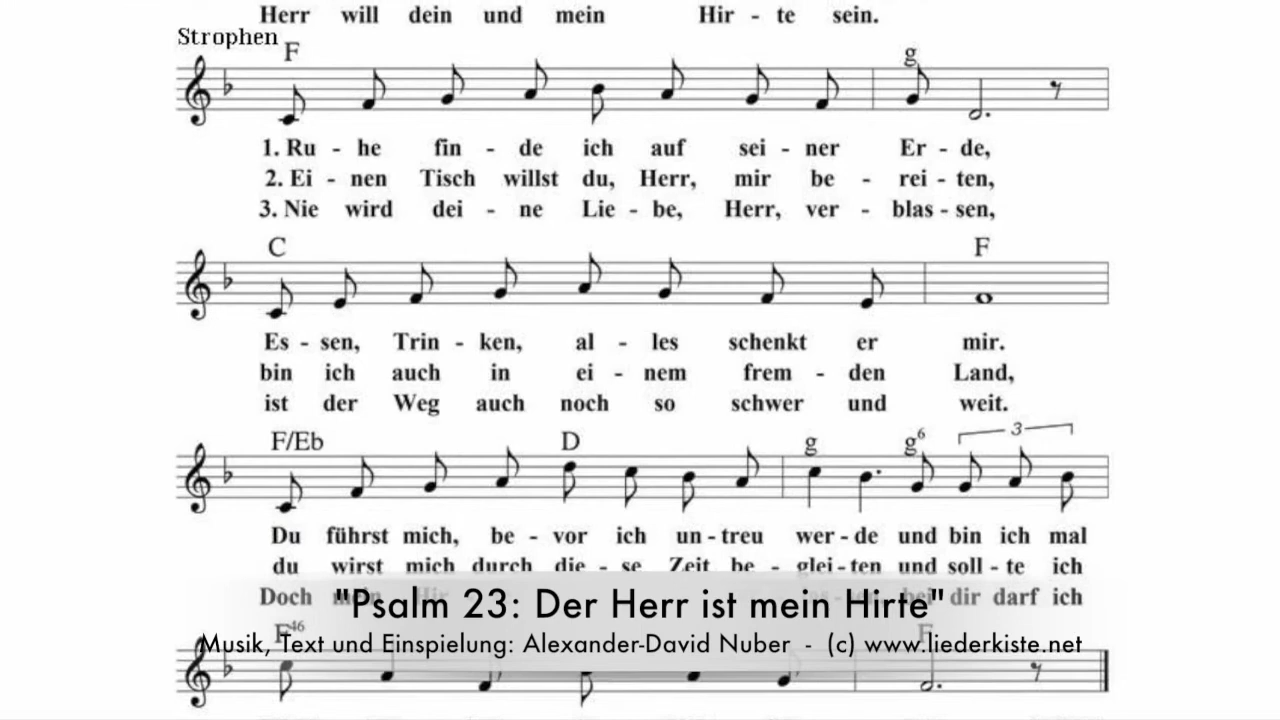 Herr will dein und mein Hir - te sein.
Strophen
F g
1. Ru - he fin - de ich auf sei - ner Er - de,
2. Ei - nen Tisch willst du, Herr, mir be - rei - ten,
3. Nie wird dei - ne Lie - be, Herr, ver - blas - sen,
C F
Es - sen, Trin - ken, al - les schenkt er mir.
bin ich auch in ei - nem frem - den Land,
ist der Weg auch noch so schwer und weit.
F/Eb D g g6 3
Du führst mich, be - vor ich un - treu wer - de und bin ich mal
du wirst mich durch die - se Zeit be - glei - ten und soll - te ich
Doch mein bei dir darf ich
"Psalm 23: Der Herr ist mein Hirte"
Musik, Text und Einspielung: Alexander-David Nuber - (c) www.liederkiste.net